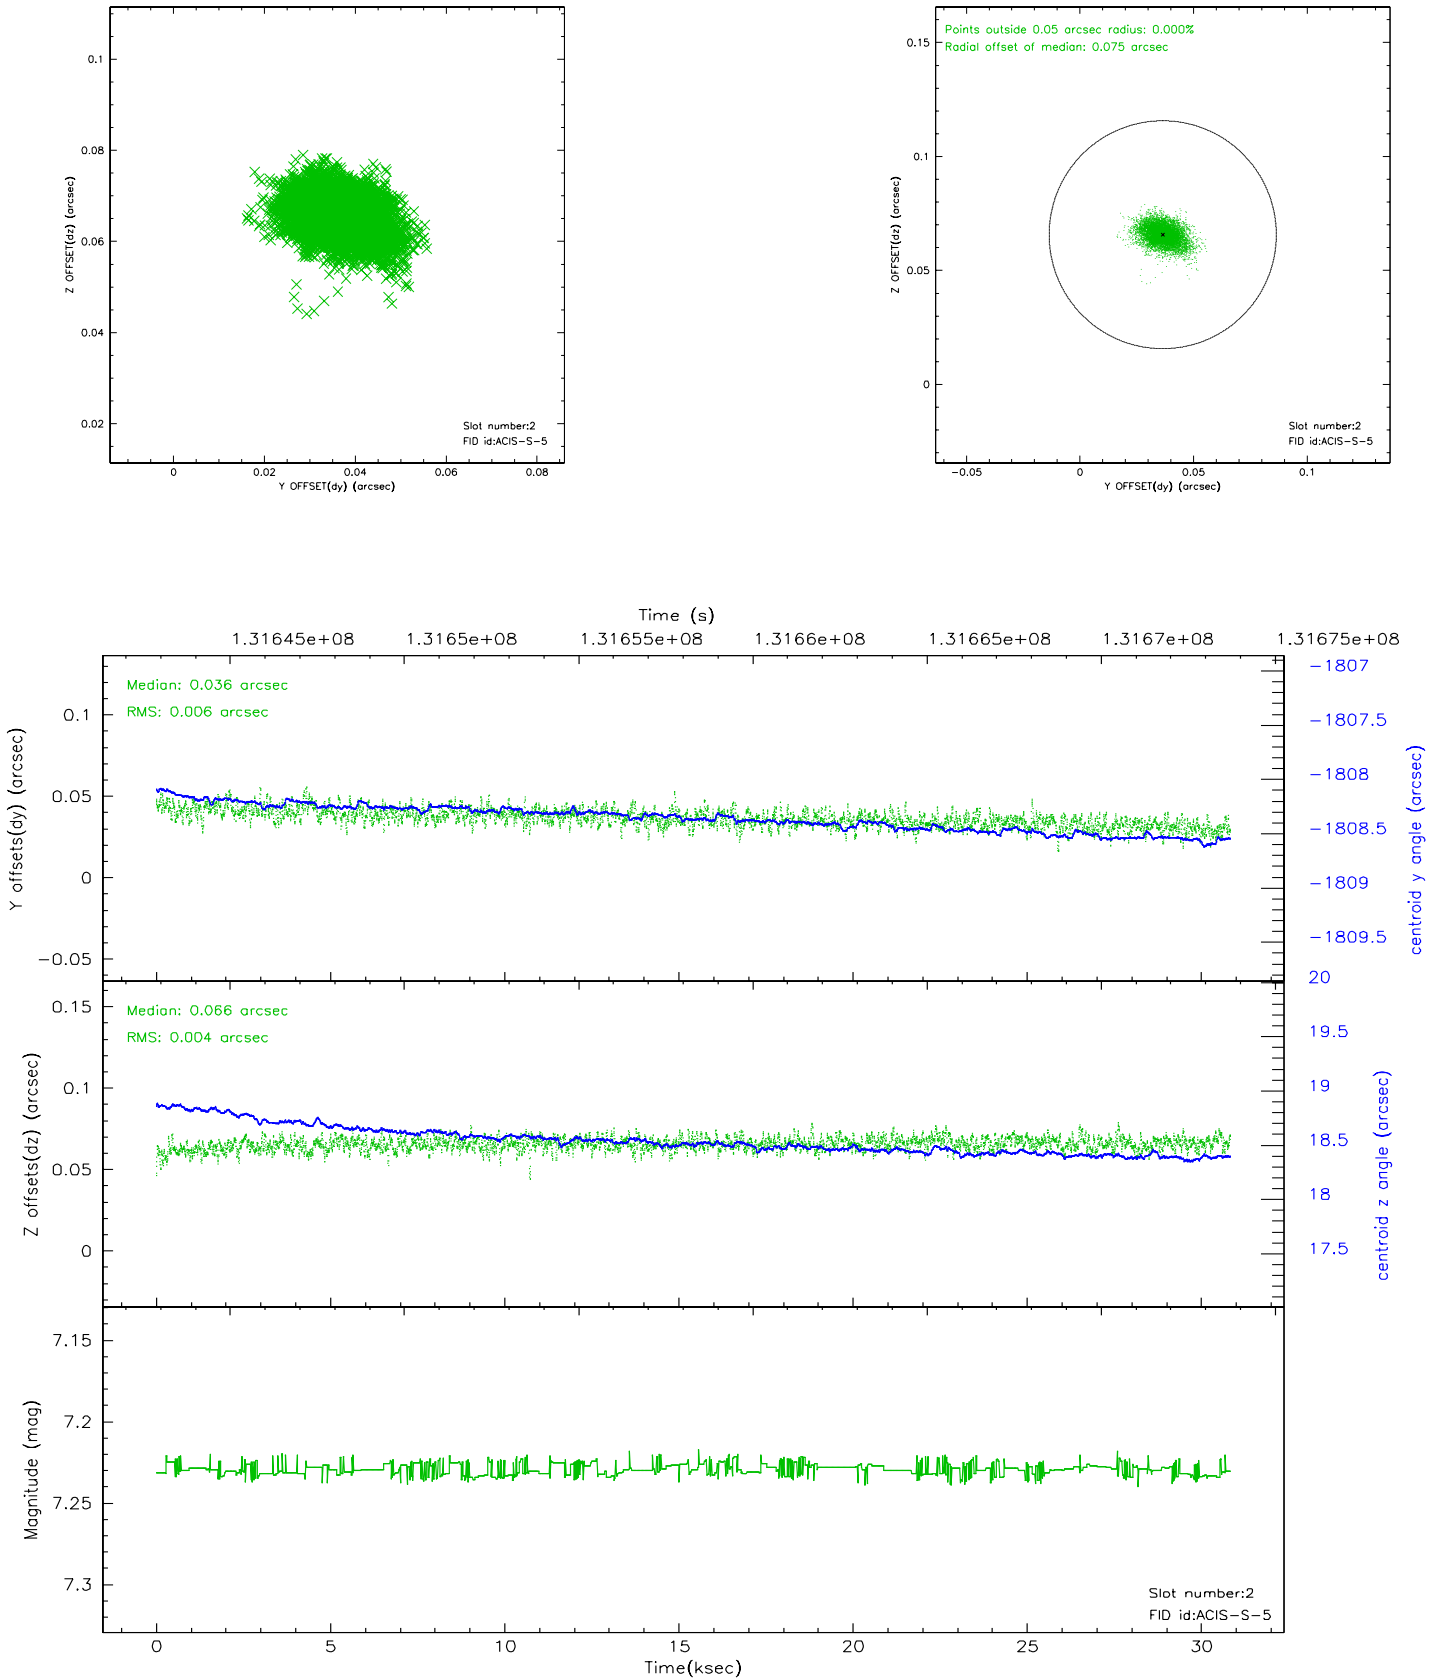 0.1
0.08
0.06
0.04
0.02
Z OFFSET(dz) (arcsec)
0
0.02
0.04
0.06
0.08
Y OFFSET(dy) (arcsec)
Slot number:2
FID id:ACIS-S-5
Points outside 0.05 arcsec radius: 0.000%
Radial offset of median: 0.075 arcsec
0.15
0.1
0.05
0
Z OFFSET(dz) (arcsec)
-0.05
0
0.05
0.1
Y OFFSET(dy) (arcsec)
Slot number:2
FID id:ACIS-S-5
Time (s)
1.31645e+08
1.3165e+08
1.31655e+08
1.3166e+08
1.31665e+08
1.3167e+08
1.31675e+08
Median: 0.036 arcsec
RMS: 0.006 arcsec
0.1
0.05
0
-0.05
Y offsets(dy) (arcsec)
-1807
-1807.5
-1808
-1808.5
-1809
-1809.5
centroid y angle (arcsec)
Median: 0.066 arcsec
RMS: 0.004 arcsec
0.15
0.1
0.05
0
Z offsets(dz) (arcsec)
20
19.5
19
18.5
18
17.5
centroid z angle (arcsec)
7.15
7.2
7.25
7.3
Magnitude (mag)
Slot number:2
FID id:ACIS-S-5
0
5
10
15
20
25
30
Time(ksec)